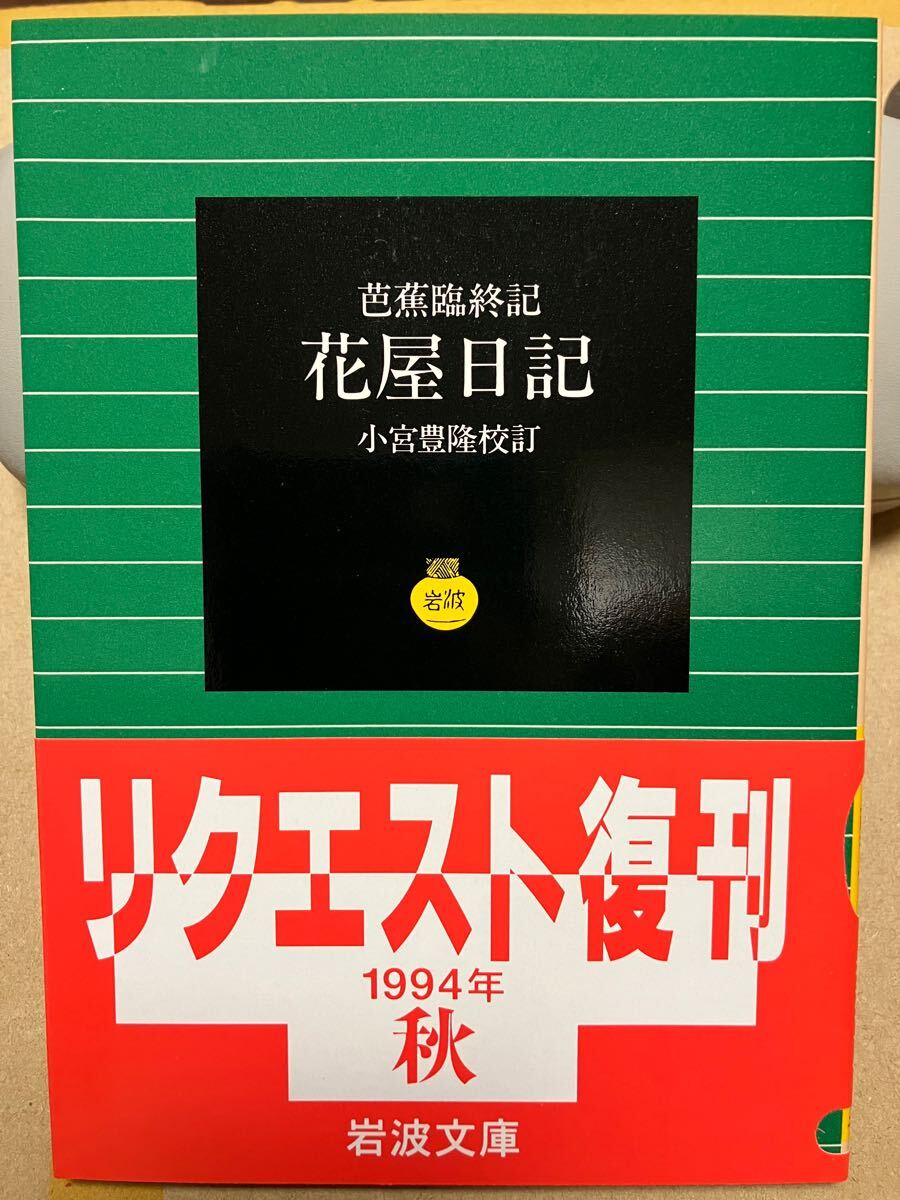 芭蕉臨終記
花屋日記
小宮豊隆校訂
岩波
リクエスト復刊
1994年
秋
岩波文庫